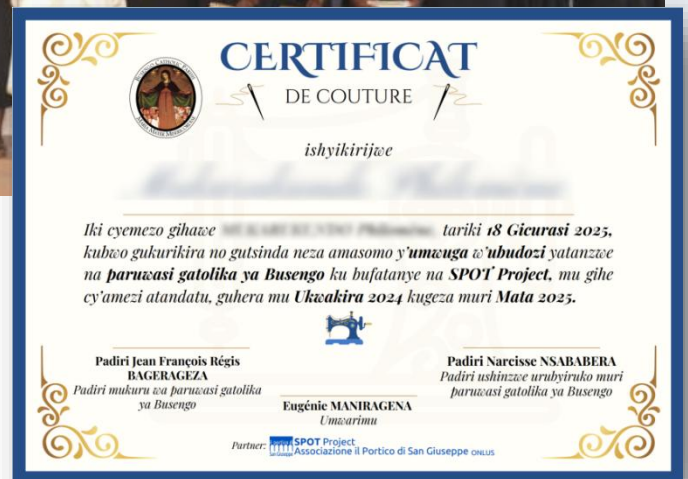 CERTIFICAT
DE COUTURE
ishyikirijwe
Iki cyemezo gihawe tariki 18 Gicurasi 2025,
kubwo gukurikira no gutsinda neza amasomo y'umwuga w'ubudozi yatanzwe
na paruwasi gatolika ya Busengo ku bufatanye na SPOT Project, mu gihe
cy'amezi atandatu, guhera mu Ukwakira 2024 kugeza muri Mata 2025.
Padiri Jean François Régis
BAGERAGEZA
Padiri mukuru wa paruwasi gatolika
ya Busengo
Eugénie MANIRAGENA
Umwarimu
Padiri Narcisse NSABABERA
Padiri ushinzwe urubyiruko muri
paruwasi gatolika ya Busengo
Partner: SPOT Project
Associazione il Portico di San Giuseppe ONLUS